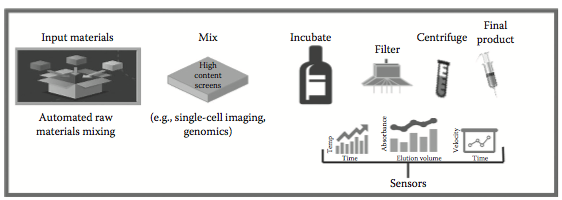 Input materials
Automated raw
materials mixing
Mix
High
content
screens
(e.g., single-cell imaging,
genomics)
Incubate
Filter
Centrifuge
Final
product
Temp
Time
Absorbance
Elution volume
Velocity
Time
Sensors